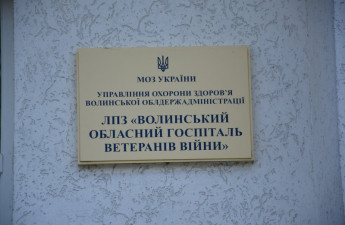 МОЗ УКРАЇНИ
УПРАВЛІННЯ ОХОРОНИ ЗДОРОВ'Я
ВОЛИНСЬКОЇ ОБЛДЕРЖАДМІНІСТРАЦІЇ
ЛПЗ «ВОЛИНСЬКИЙ
ОБЛАСНИЙ ГОСПІТАЛЬ
ВЕТЕРАНІВ ВІЙНИ»